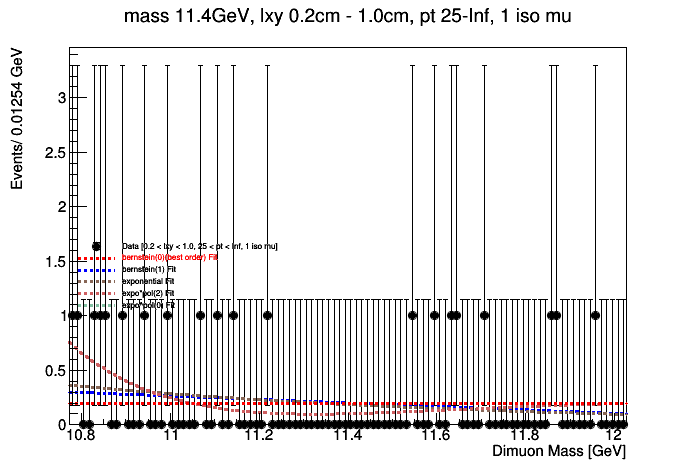 mass 11.4GeV, lxy 0.2cm - 1.0cm, pt 25-Inf, 1 iso mu
Events/ 0.01254 GeV
3
2.5
2
Data [0.2 < lxy < 1.0, 25 < pt < Inf, 1 iso mu]
bernstein(0)(best order) Fit
1.5
bernstein(1) Fit
exponential Fit
expo*pol(2) Fit
expo*pol(0) Fit
1
0.5
0
10.8 11 11.2 11.4 11.6 11.8 12
Dimuon Mass [GeV]